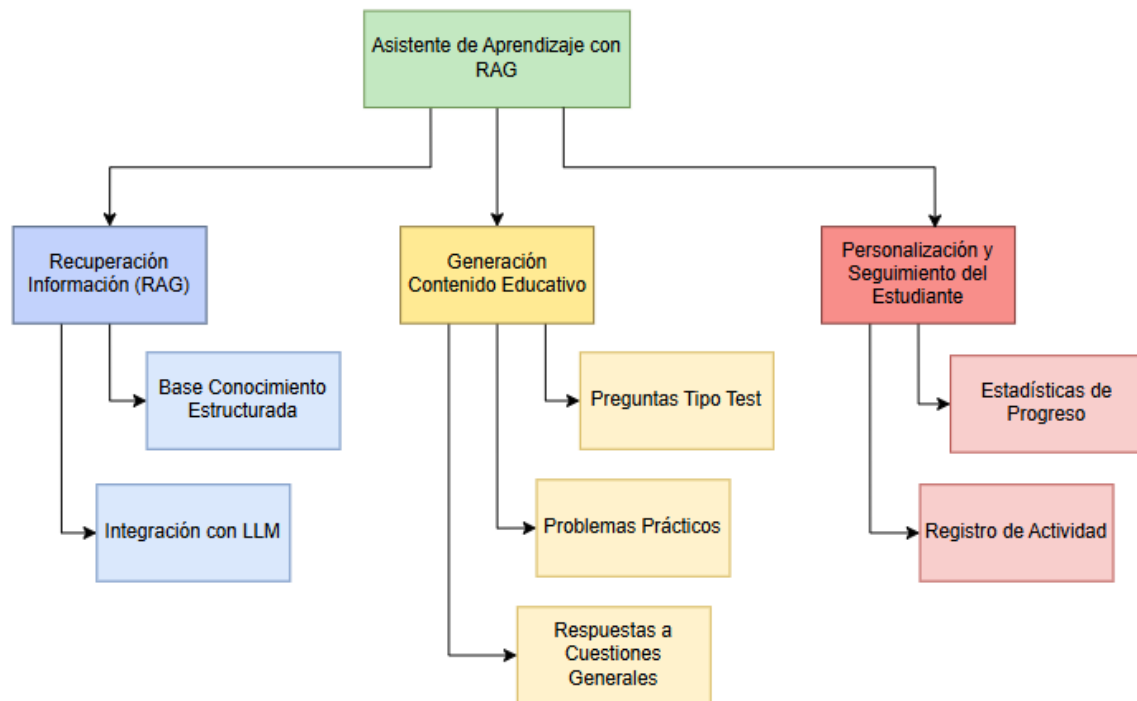 Asistente de Aprendizaje con
RAG
Recuperación
Información (RAG)
Generación
Contenido Educativo
Personalización y
Seguimiento del
Estudiante
Base Conocimiento
Estructurada
Preguntas Tipo Test
Estadísticas de
Progreso
Integración con LLM
Problemas Prácticos
Registro de Actividad
Respuestas a
Cuestiones
Generales